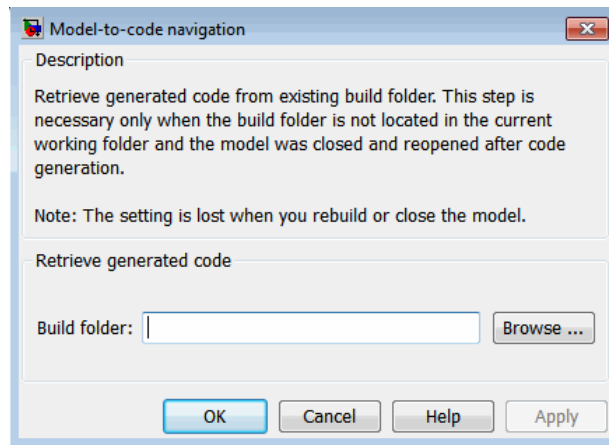 Model-to-code navigation
Description
Retrieve generated code from existing build folder. This step is
necessary only when the build folder is not located in the current
working folder and the model was closed and reopened after code
generation.
Note: The setting is lost when you rebuild or close the model.
Retrieve generated code
Build folder: Browse ...
OK Cancel Help Apply